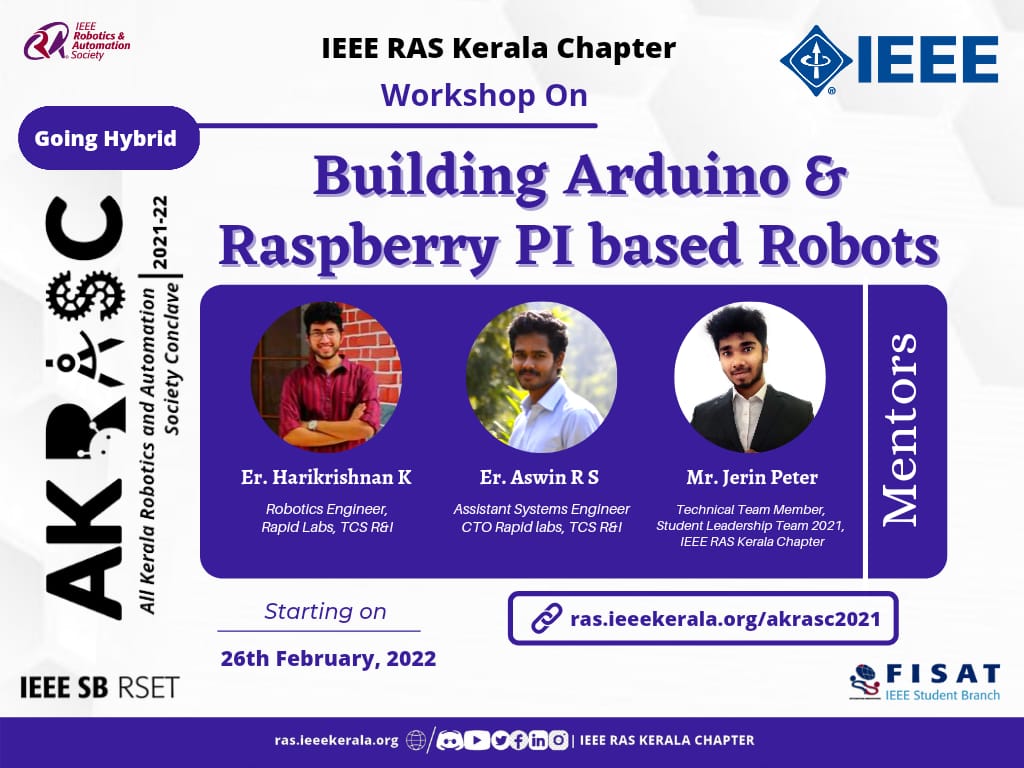 IEEE
Robotics &
Automation
Society
RA
IEEE RAS Kerala Chapter
Workshop On
IEEE
®
Going Hybrid
Building Arduino &
Raspberry PI based Robots
AKRASC
All Kerala Robotics and Automation
Society Conclave
2021-22
Er. Harikrishnan K
Robotics Engineer,
Rapid Labs, TCS R&I
Er. Aswin R S
Assistant Systems Engineer
CTO Rapid labs, TCS R&I
Mr. Jerin Peter
Technical Team Member,
Student Leadership Team 2021,
IEEE RAS Kerala Chapter
Mentors
Starting on
26th February, 2022
ras.ieeekerala.org/akrasc2021
IEEE SB RSET
FISAT
IEEE Student Branch
ras.ieeekerala.org
| IEEE RAS KERALA CHAPTER